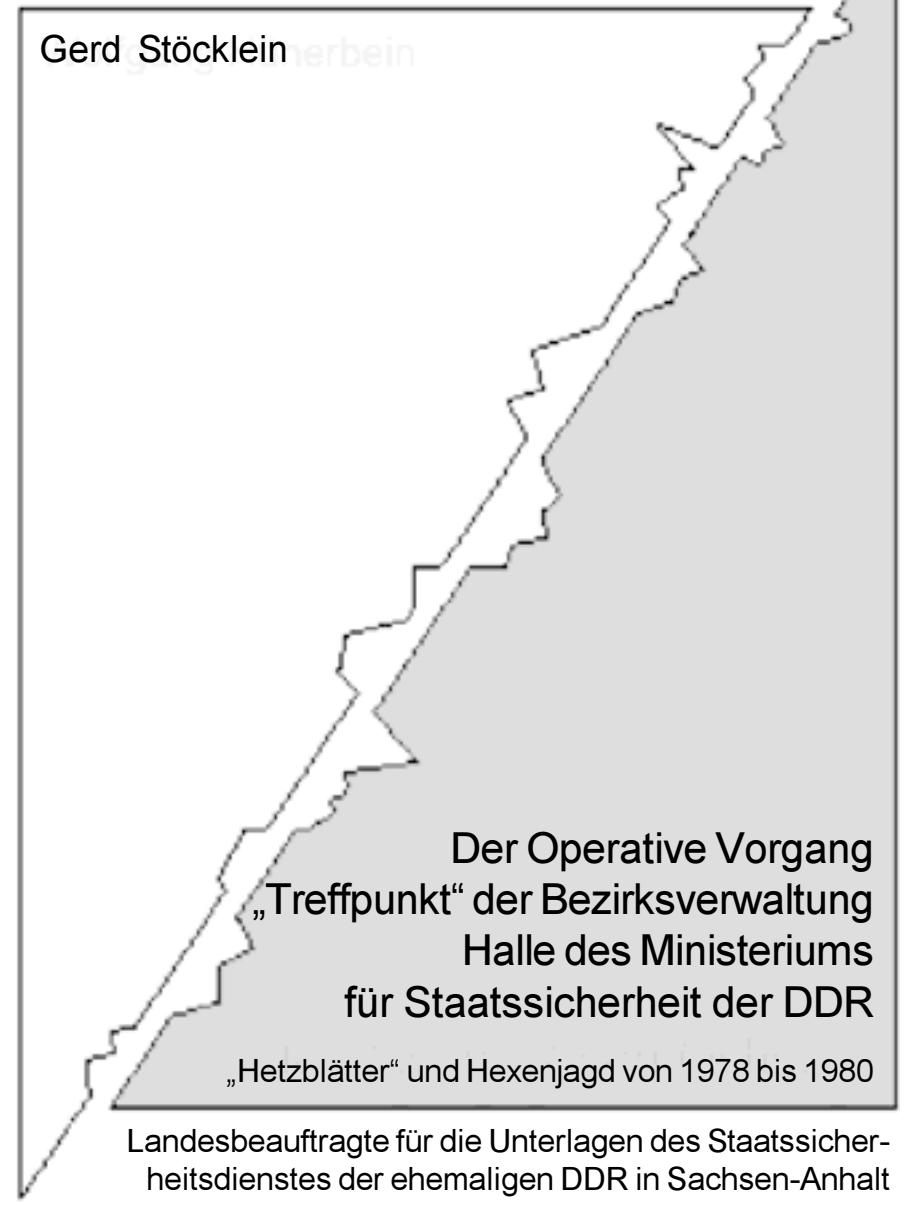 Gerd Stöcklein
Der Operative Vorgang
„Treffpunkt“ der Bezirksverwaltung
Halle des Ministeriums
für Staatssicherheit der DDR
„Hetzblätter“ und Hexenjagd von 1978 bis 1980
Landesbeauftragte für die Unterlagen des Staatssicher-
heitsdienstes der ehemaligen DDR in Sachsen-Anhalt